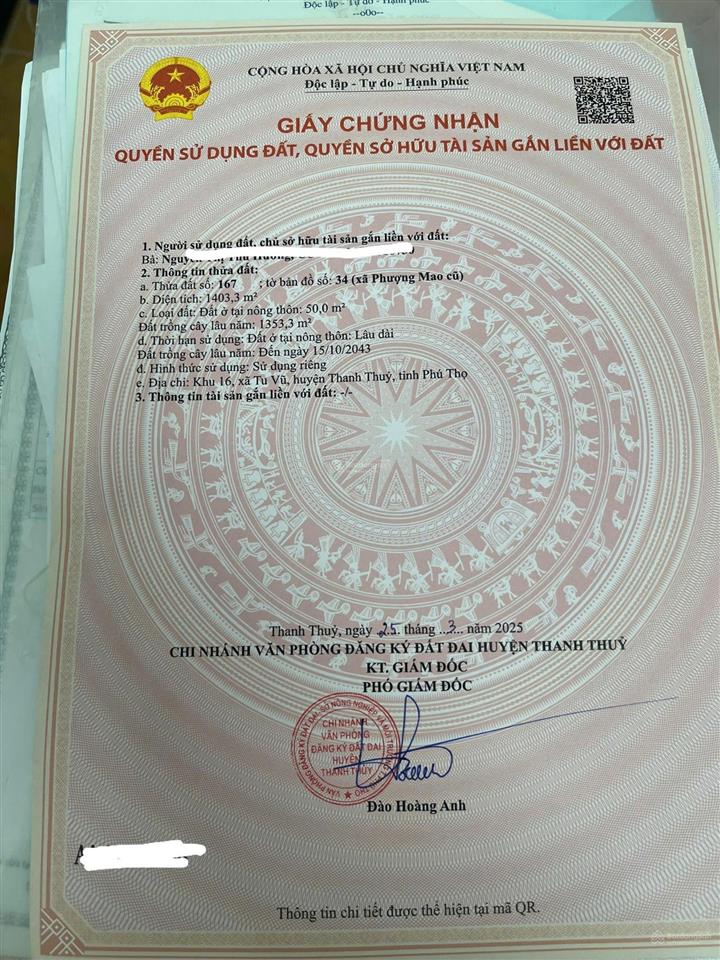 Độc lập - Tự do - Hạnh phúc
--o0o--
CỘNG HÒA XÃ HỘI CHỦ NGHĨA VIỆT NAM
Độc lập - Tự do - Hạnh phúc
GIẤY CHỨNG NHẬN
QUYỀN SỬ DỤNG ĐẤT, QUYỀN SỞ HỮU TÀI SẢN GẮN LIỀN VỚI ĐẤT
1. Người sử dụng đất, chủ sở hữu tài sản gắn liền với đất:
Bà:
2. Thông tin thửa đất:
a. Thửa đất số: 167 ; tờ bản đồ số: 34 (xã Phượng Mao cũ)
b. Diện tích: 1403,3 m²
c. Loại đất: Đất ở tại nông thôn: 50,0 m²
Đất trồng cây lâu năm: 1353,3 m²
d. Thời hạn sử dụng: Đất ở tại nông thôn: Lâu dài
Đất trồng cây lâu năm: Đến ngày 15/10/2043
đ. Hình thức sử dụng: Sử dụng riêng
e. Địa chỉ: Khu 16, xã Tu Vũ, huyện Thanh Thuỷ, tỉnh Phú Thọ
3. Thông tin tài sản gắn liền với đất: -/-
Thanh Thuỷ, ngày 25 tháng 3 năm 2025
CHI NHÁNH VĂN PHÒNG ĐĂNG KÝ ĐẤT ĐAI HUYỆN THANH THUỶ
KT. GIÁM ĐỐC
PHÓ GIÁM ĐỐC
CHI NHÁNH
VĂN PHÒNG
ĐĂNG KÝ ĐẤT ĐAI
HUYỆN
THANH THỦY
Đào Hoàng Anh
Thông tin chi tiết được thể hiện tại mã QR.